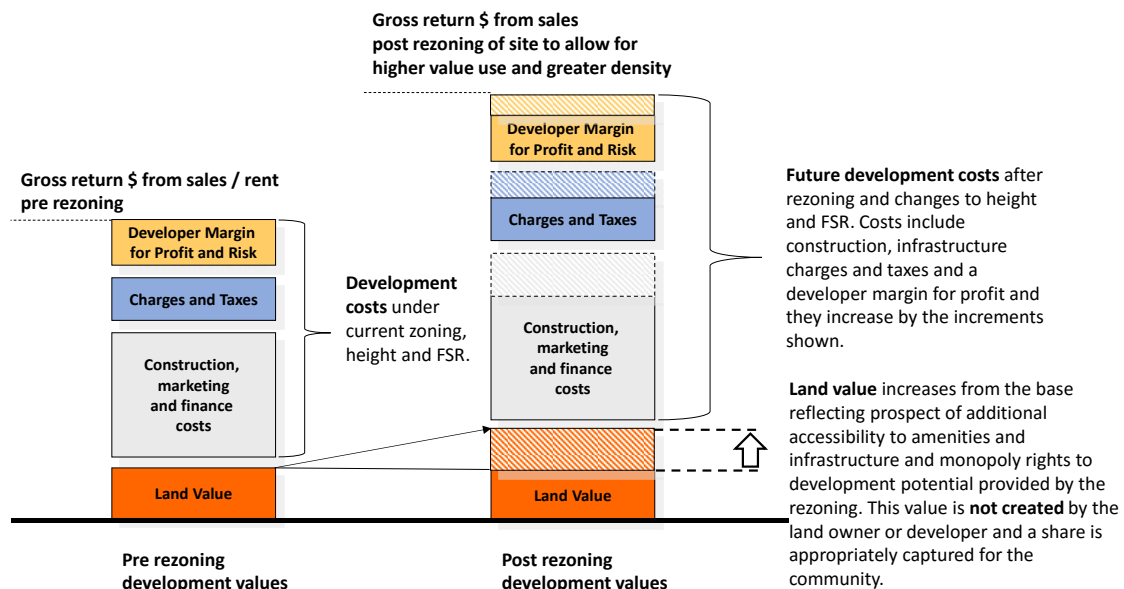 Gross return $ from sales
post rezoning of site to allow for
higher value use and greater density
Gross return $ from sales / rent
pre rezoning
Developer Margin
for Profit and Risk
Charges and Taxes
Construction,
marketing
and finance
costs
Land Value
Development
costs under
current zoning,
height and FSR.
Developer Margin
for Profit and Risk
Charges and Taxes
Construction,
marketing
and finance
costs
Land Value
Future development costs after
rezoning and changes to height
and FSR. Costs include
construction, infrastructure
charges and taxes and a
developer margin for profit and
they increase by the increments
shown.
Land value increases from the base
reflecting prospect of additional
accessibility to amenities and
infrastructure and monopoly rights to
development potential provided by the
rezoning. This value is not created by the
land owner or developer and a share is
appropriately captured for the
community.
Pre rezoning
development values
Post rezoning
development values